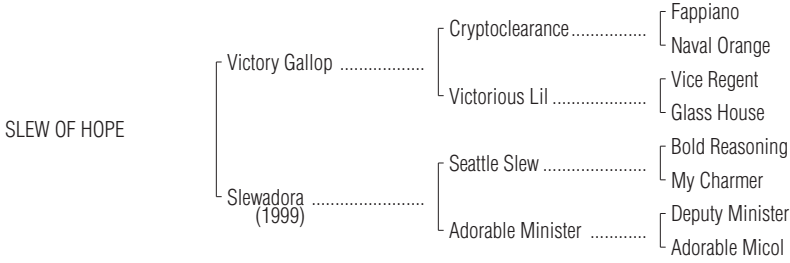 Fappiano
Cryptoclearance................
Naval Orange
Victory Gallop ..................
Vice Regent
Victorious Lil ....................
Glass House
SLEW OF HOPE
Bold Reasoning
Seattle Slew ......................
My Charmer
Slewadora ........................
(1999)
Deputy Minister
Adorable Minister ............
Adorable Micol